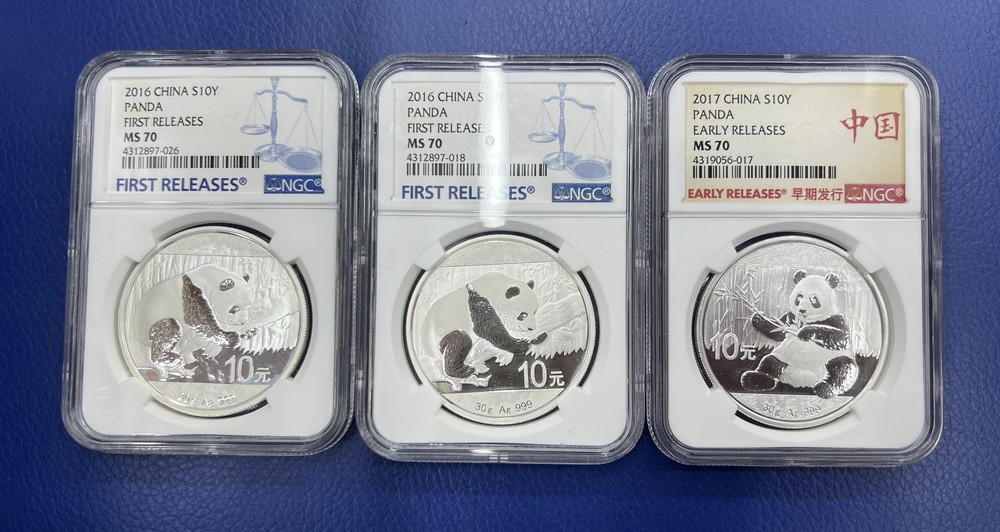 2016 CHINA S10Y
PANDA
FIRST RELEASES
MS 70
4312897-026
FIRST RELEASES®
NGC®
10元
30g Ag 999
2016 CHINA S10Y
PANDA
FIRST RELEASES
MS 70
4312897-018
FIRST RELEASES®
NGC®
10元
30g Ag 999
2017 CHINA S10Y
PANDA
EARLY RELEASES
MS 70
4319056-017
中国
EARLY RELEASES® 早期发行
NGC®
10元
30g Ag 999